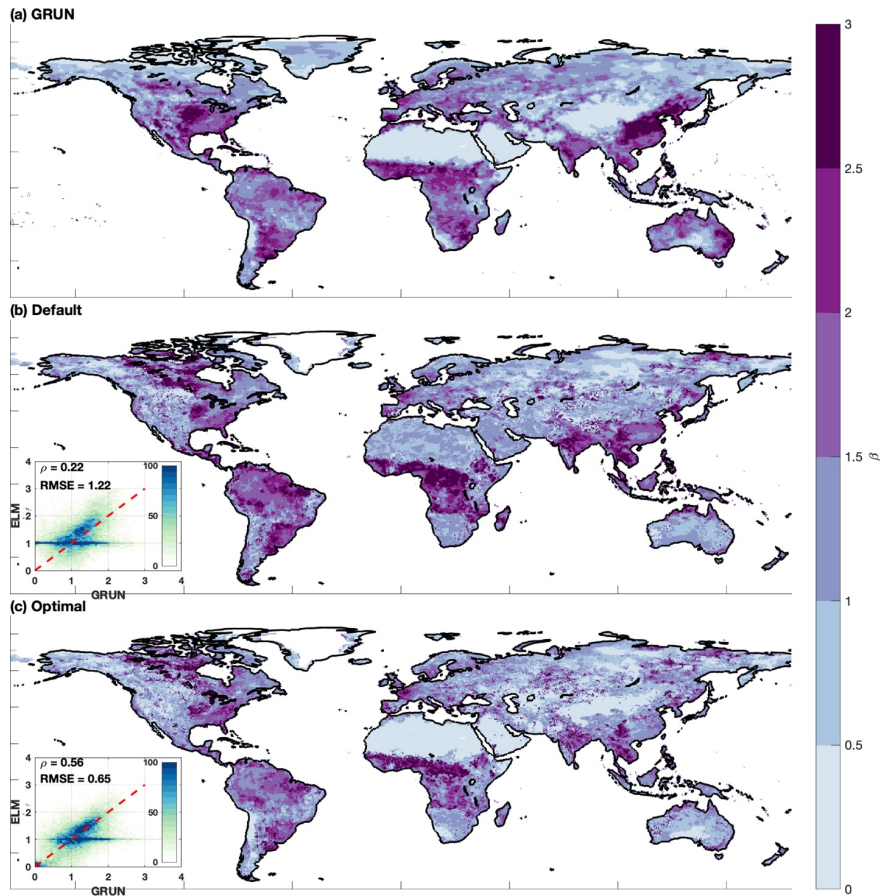 (a) GRUN
3
2.5
2
1.5
1
0.5
0
β
(b) Default
ρ = 0.22
RMSE = 1.22
100
50
0
4
3
2
1
0
ELM
0 1 2 3 4
GRUN
(c) Optimal
ρ = 0.56
RMSE = 0.65
100
50
0
4
3
2
1
0
ELM
0 1 2 3 4
GRUN